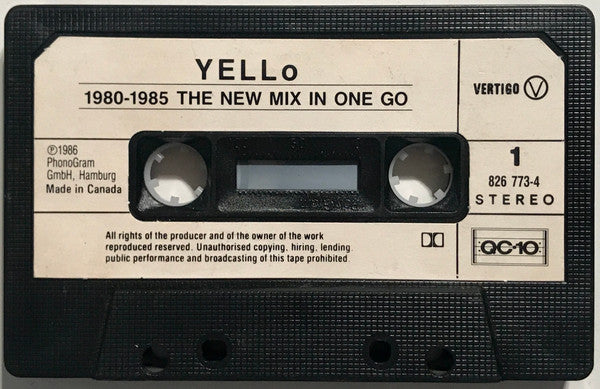 YELLo
1980-1985 THE NEW MIX IN ONE GO
VERTIGO V
℗1986
PhonoGram
GmbH, Hamburg
Made in Canada
1
826 773-4
STEREO
All rights of the producer and of the owner of the work
reproduced reserved. Unauthorised copying, hiring, lending,
public performance and broadcasting of this tape prohibited.
QC-10